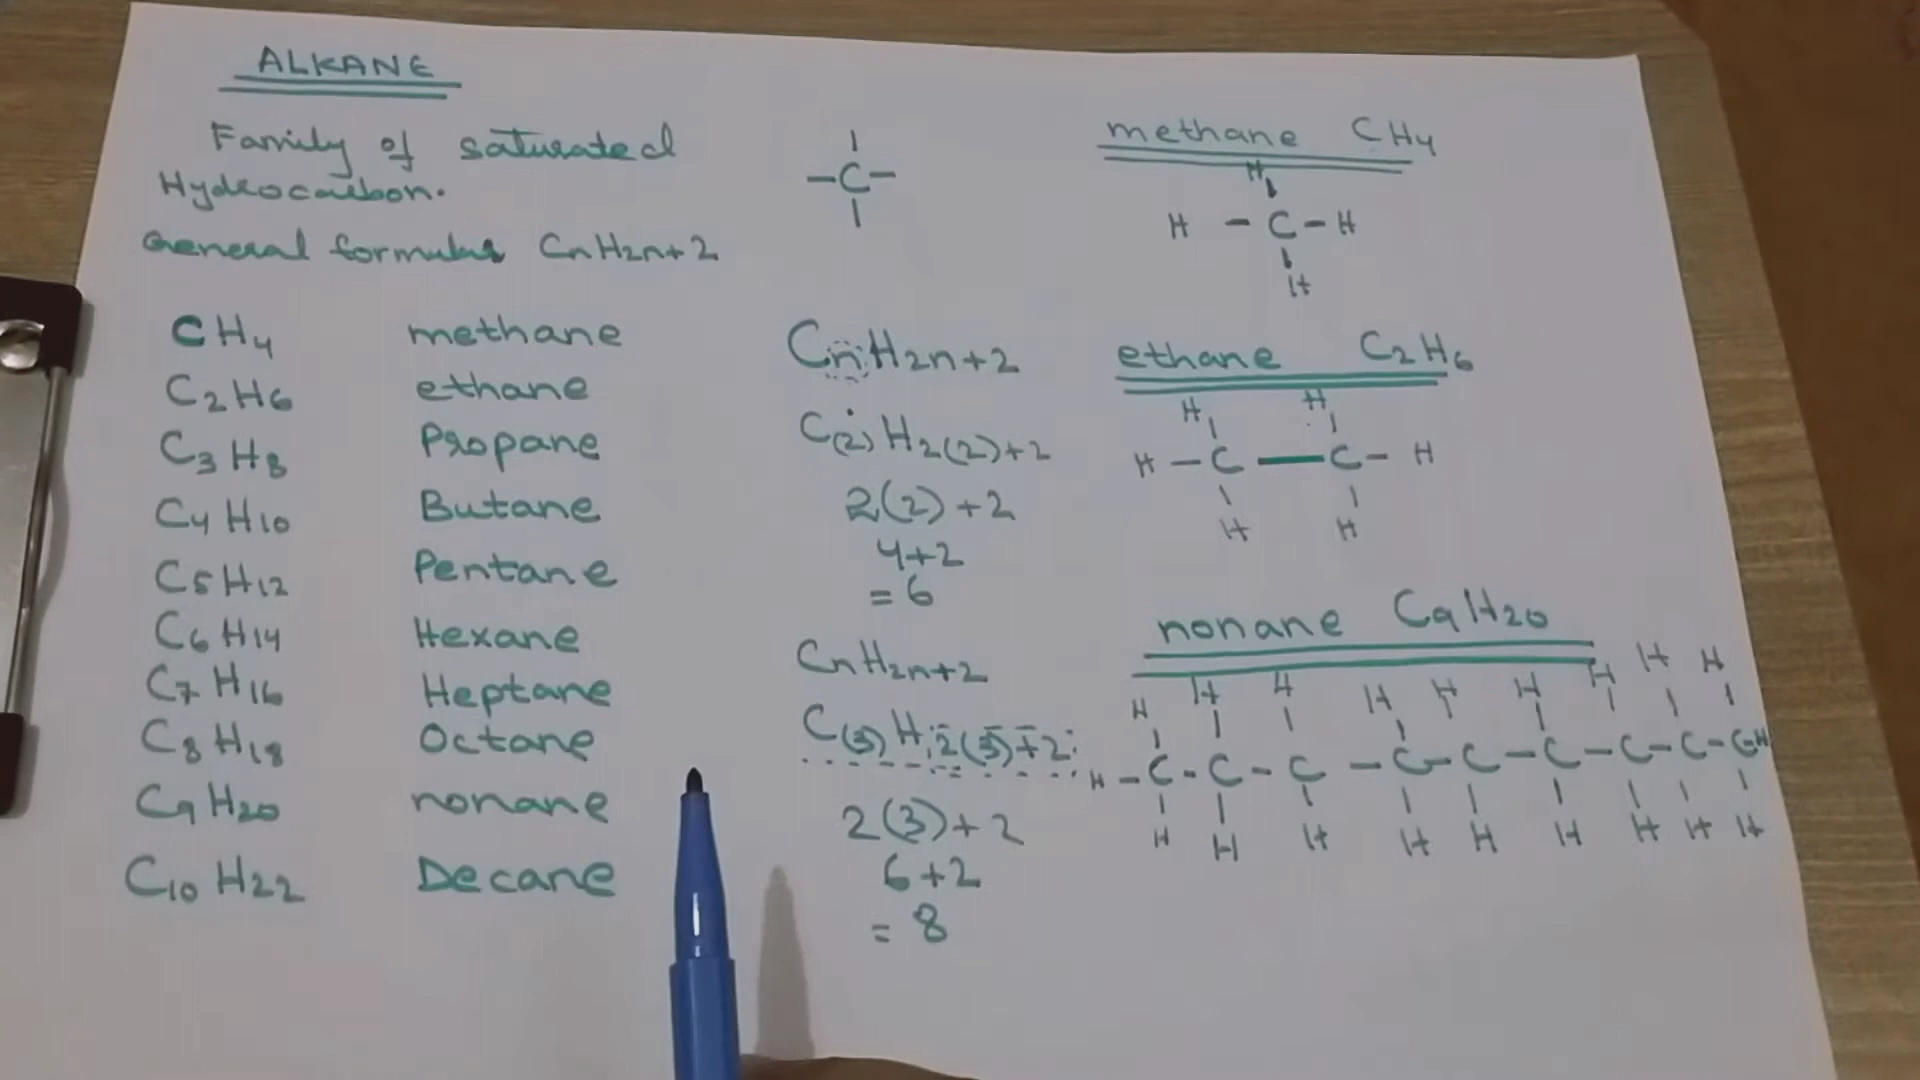 ALKANE
Family of saturated
Hydrocarbon.
General formular CnH2n+2
CH4 methane
C2H6 ethane
C3H8 Propane
C4H10 Butane
C5H12 Pentane
C6H14 Hexane
C7H16 Heptane
C8H18 Octane
C9H20 nonane
C10H22 Decane
C
CnH2n+2
C(2)H2(2)+2
2(2)+2
4+2
=6
CnH2n+2
C(3)H2(3)+2
2(3)+2
6+2
= 8
methane CH4
H
H - C - H
H
ethane C2H6
H H
H - C - C - H
H H
nonane C9H20
H H H H H H H H H
H - C - C - C - C - C - C - C - C - C - H
H H H H H H H H H